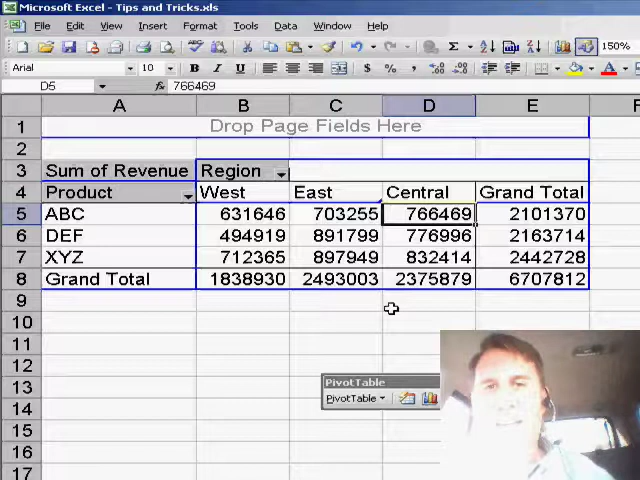 Microsoft Excel - Tips and Tricks.xls
File Edit View Insert Format Tools Data Window Help
150%
Arial 10 B I U $ % ,
D5 fx 766469
A B C D E F
1 Drop Page Fields Here
2
3 Sum of Revenue Region
4 Product West East Central Grand Total
5 ABC 631646 703255 766469 2101370
6 DEF 494919 891799 776996 2163714
7 XYZ 712365 897949 832414 2442728
8 Grand Total 1838930 2493003 2375879 6707812
9
10
11
12
13 PivotTable
14 PivotTable
15
16
17